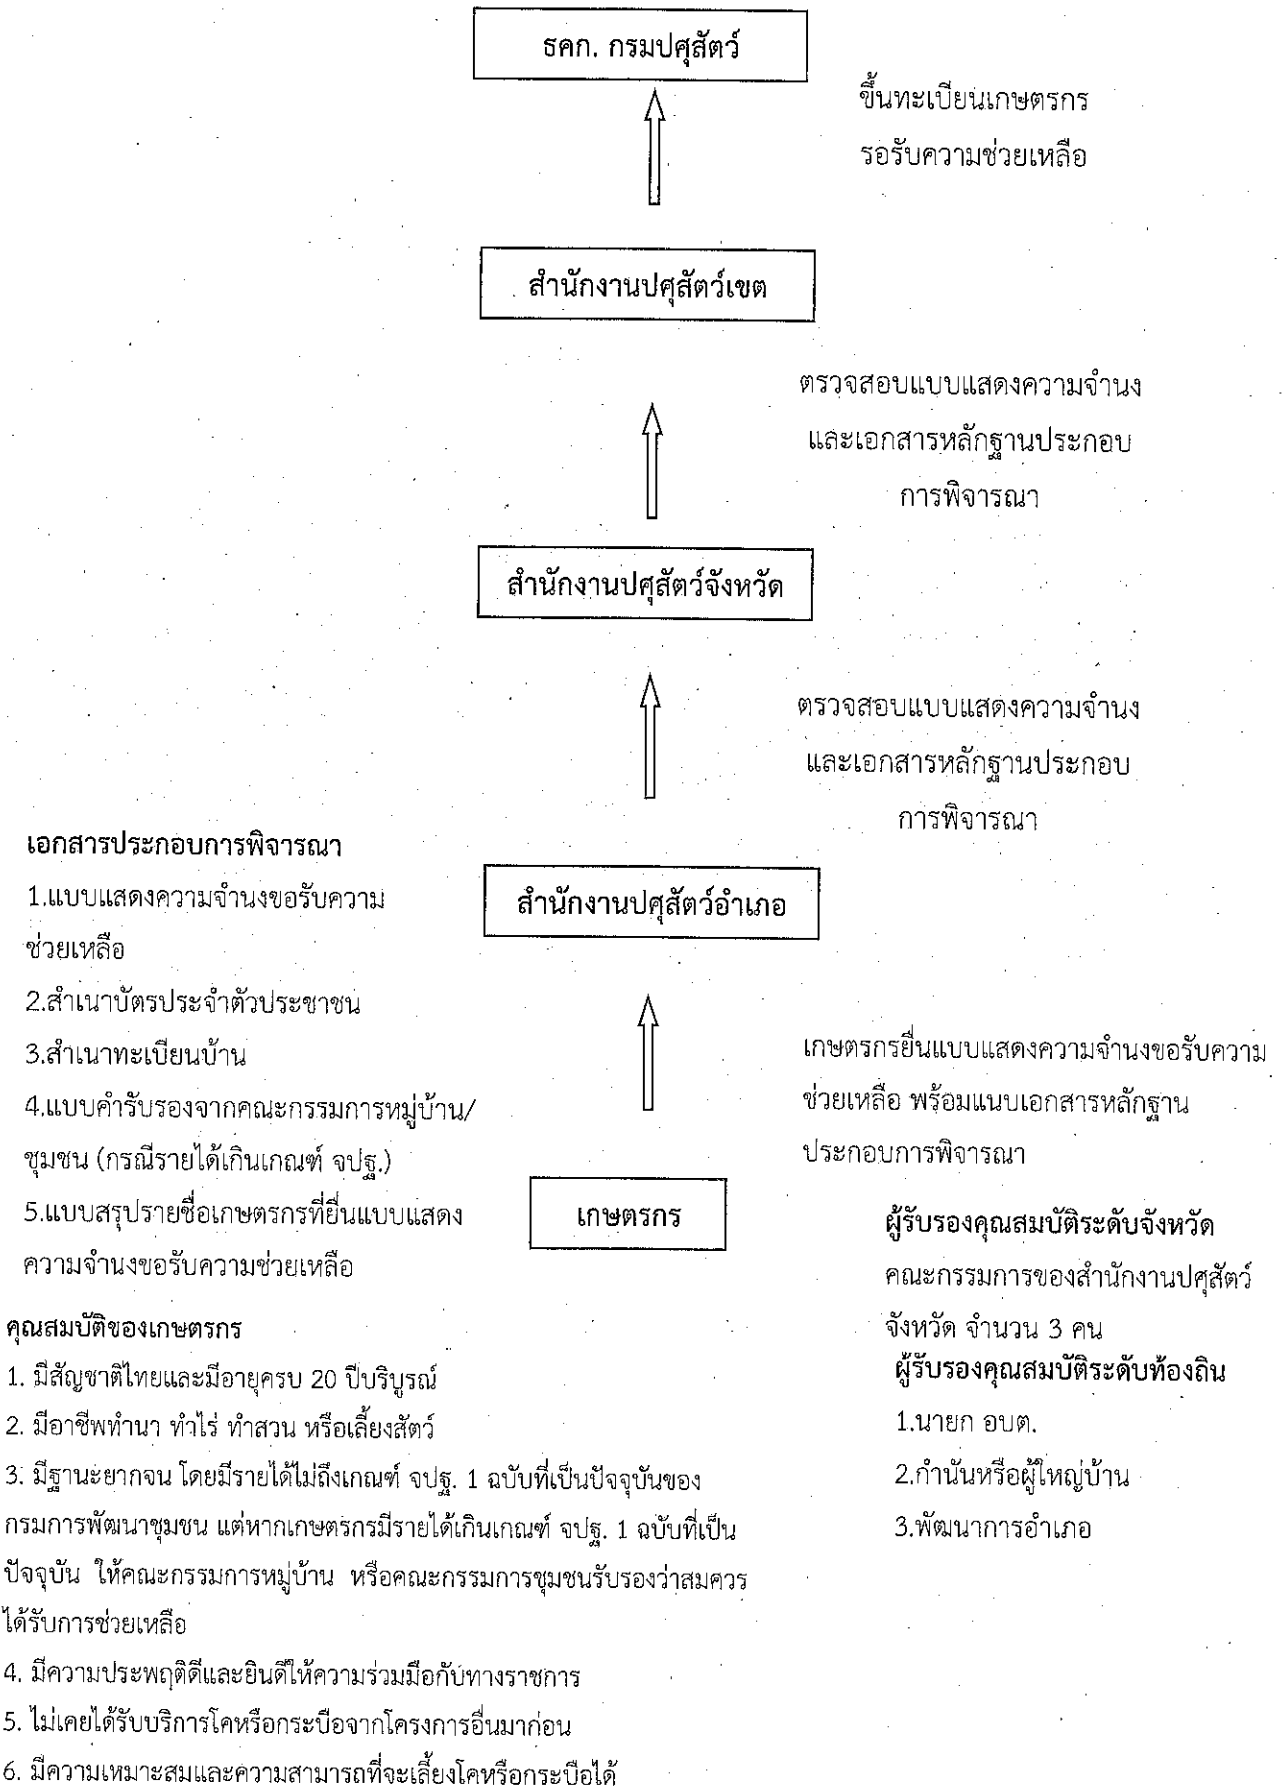 ธคก. กรมปศุสัตว์
ขึ้นทะเบียนเกษตรกร
รอรับความช่วยเหลือ
สำนักงานปศุสัตว์เขต
ตรวจสอบแบบแสดงความจำนง
และเอกสารหลักฐานประกอบ
การพิจารณา
สำนักงานปศุสัตว์จังหวัด
ตรวจสอบแบบแสดงความจำนง
และเอกสารหลักฐานประกอบ
การพิจารณา
สำนักงานปศุสัตว์อำเภอ
เอกสารประกอบการพิจารณา
1.แบบแสดงความจำนงขอรับความ
ช่วยเหลือ
2.สำเนาบัตรประจำตัวประชาชน
3.สำเนาทะเบียนบ้าน
4.แบบคำรับรองจากคณะกรรมการหมู่บ้าน/
ชุมชน (กรณีรายได้เกินเกณฑ์ จปฐ.)
5.แบบสรุปรายชื่อเกษตรกรที่ยื่นแบบแสดง
ความจำนงขอรับความช่วยเหลือ
เกษตรกรยื่นแบบแสดงความจำนงขอรับความ
ช่วยเหลือ พร้อมแนบเอกสารหลักฐาน
ประกอบการพิจารณา
เกษตรกร
ผู้รับรองคุณสมบัติระดับจังหวัด
คณะกรรมการของสำนักงานปศุสัตว์
จังหวัด จำนวน 3 คน
ผู้รับรองคุณสมบัติระดับท้องถิน
1.นายก อบต.
2.กำนันหรือผู้ใหญ่บ้าน
3.พัฒนาการอำเภอ
คุณสมบัติของเกษตรกร
1. มีสัญชาติไทยและมีอายุครบ 20 ปีบริบูรณ์
2. มีอาชีพทำนา ทำไร่ ทำสวน หรือเลี้ยงสัตว์
3. มีฐานะยากจน โดยมีรายได้ไม่ถึงเกณฑ์ จปฐ. 1 ฉบับที่เป็นปัจจุบันของ
กรมการพัฒนาชุมชน แต่หากเกษตรกรมีรายได้เกินเกณฑ์ จปฐ. 1 ฉบับที่เป็น
ปัจจุบัน ให้คณะกรรมการหมู่บ้าน หรือคณะกรรมการชุมชนรับรองว่าสมควร
ได้รับการช่วยเหลือ
4. มีความประพฤติดีและยินดีให้ความร่วมมือกับทางราชการ
5. ไม่เคยได้รับบริการโคหรือกระบือจากโครงการอื่นมาก่อน
6. มีความเหมาะสมและความสามารถที่จะเลี้ยงโคหรือกระบือได้